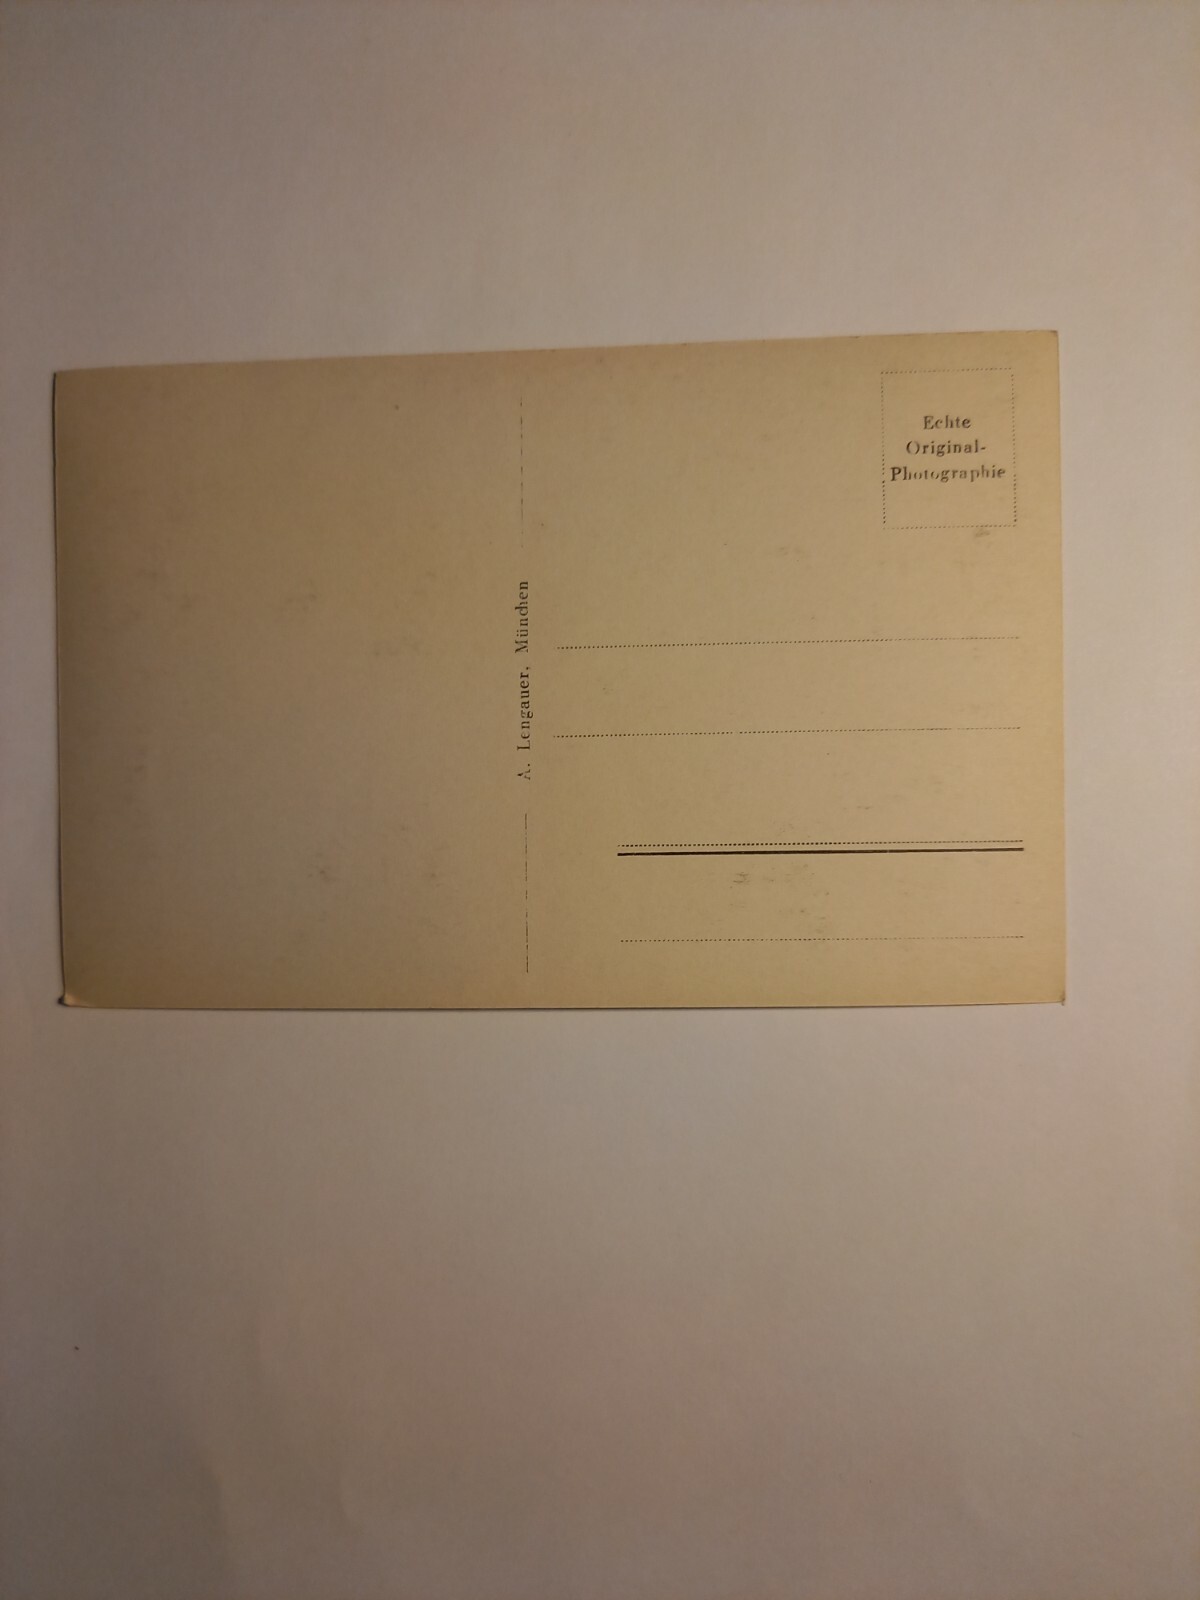 Echte
Original-
Photographie
A. Lengauer, München